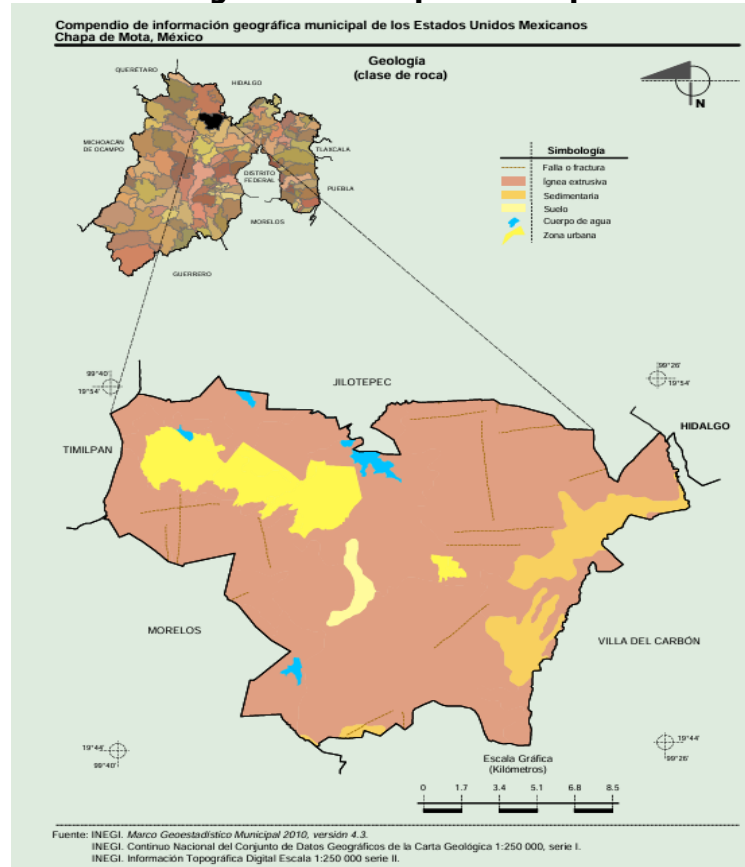 Compendio de información geográfica municipal de los Estados Unidos Mexicanos
Chapa de Mota, México
Geología
(clase de roca)
QUERÉTARO
HIDALGO
MICHOACÁN
DE OCAMPO
TLAXCALA
DISTRITO
FEDERAL
PUEBLA
MORELOS
GUERRERO
N
Simbología
Falla o fractura
Ígnea extrusiva
Sedimentaria
Suelo
Cuerpo de agua
Zona urbana
99°40'
19°54'
JILOTEPEC
99°26'
19°54'
HIDALGO
TIMILPAN
MORELOS
VILLA DEL CARBÓN
19°44'
99°40'
19°44'
99°26'
Escala Gráfica
(Kilómetros)
0 1.7 3.4 5.1 6.8 8.5
Fuente: INEGI. Marco Geoestadístico Municipal 2010, versión 4.3.
INEGI. Continuo Nacional del Conjunto de Datos Geográficos de la Carta Geológica 1:250 000, serie I.
INEGI. Información Topográfica Digital Escala 1:250 000 serie II.